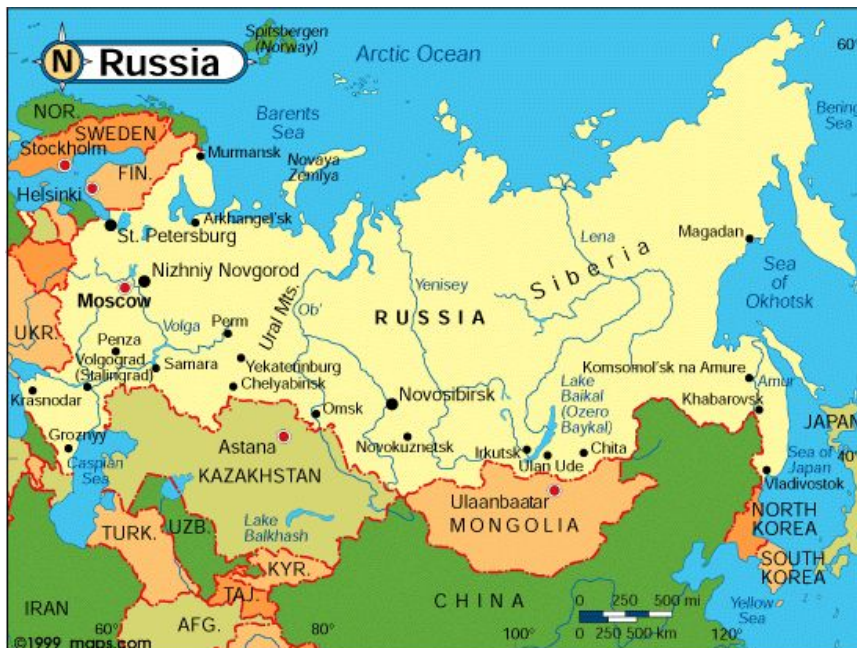 N Russia
Spitsbergen
(Norway)
Arctic Ocean
60°
NOR.
SWEDEN
Stockholm
FIN.
Helsinki
Barents
Sea
Murmansk
Novaya
Zemlya
Bering
Sea
Arkhangel'sk
St. Petersburg
Lena
Magadan
Nizhniy Novgorod
Moscow
Ural Mts.
Ob'
Yenisey
Siberia
Sea
of
Okhotsk
RUSSIA
UKR.
Volga
Perm
Penza
Volgograd
(Stalingrad)
Samara
Yekaterinburg
Chelyabinsk
Krasnodar
Omsk
Novosibirsk
Lake
Baikal
(Ozero
Baykal)
Komsomol'sk na Amure
Amur
Khabarovsk
JAPAN
Groznyy
Astana
Novokuznetsk
Irkutsk
Ulan Ude
Chita
Sea of
Japan
40°
Caspian
Sea
KAZAKHSTAN
Ulaanbaatar
MONGOLIA
Vladivostok
TURK.
UZB.
Lake
Balkhash
NORTH
KOREA
KYR.
TAJ.
SOUTH
KOREA
IRAN
AFG.
CHINA
0 250 500 mi
0 250 500 km
Yellow
Sea
60°
80°
100°
120°
©1999 maps.com